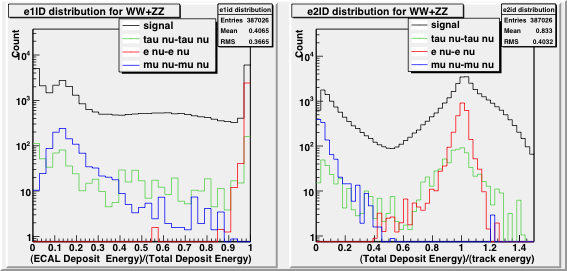 e1ID distribution for WW+ZZ
e1id distribution
Entries 387026
Mean 0.4065
RMS 0.3665
signal
tau nu-tau nu
e nu-e nu
mu nu-mu nu
Count
10^4
10^3
10^2
10
1
0 0.1 0.2 0.3 0.4 0.5 0.6 0.7 0.8 0.9 1
(ECAL Deposit Energy)/(Total Deposit Energy)
e2ID distribution for WW+ZZ
e2id distribution
Entries 387026
Mean 0.833
RMS 0.4032
signal
tau nu-tau nu
e nu-e nu
mu nu-mu nu
Count
10^4
10^3
10^2
10
1
0 0.2 0.4 0.6 0.8 1 1.2 1.4
(Total Deposit Energy)/(track energy)